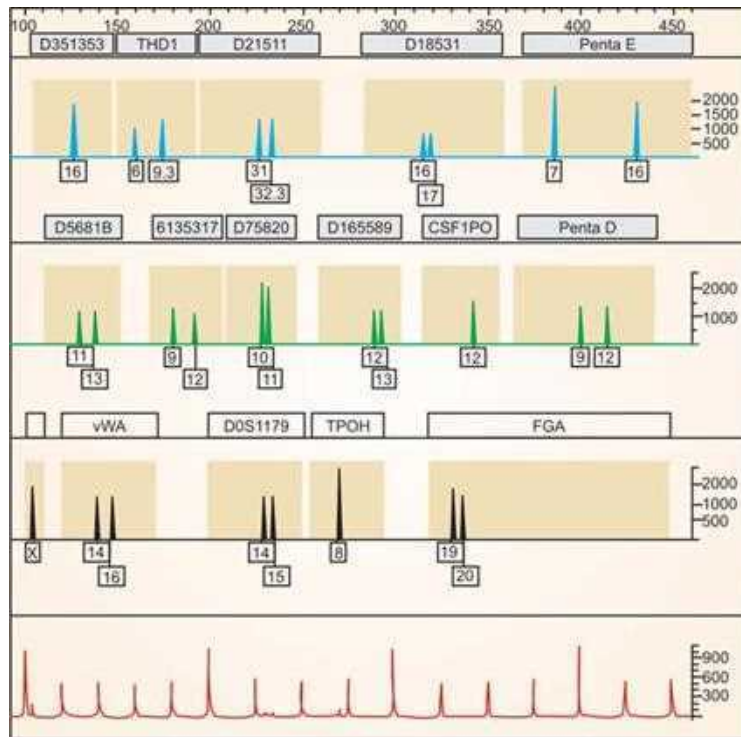 100 150 200 250 300 350 400 450
D351353 THD1 D21511 D18531 Penta E
2000
1500
1000
500
16 6 9.3 31 16 7 16
32.3 17
D5681B 6135317 D75820 D165589 CSF1PO Penta D
2000
1000
11 9 10 12 12 9 12
13 12 11 13
vWA D0S1179 TPOH FGA
2000
1000
500
X 14 14 8 19
16 15 20
900
600
300